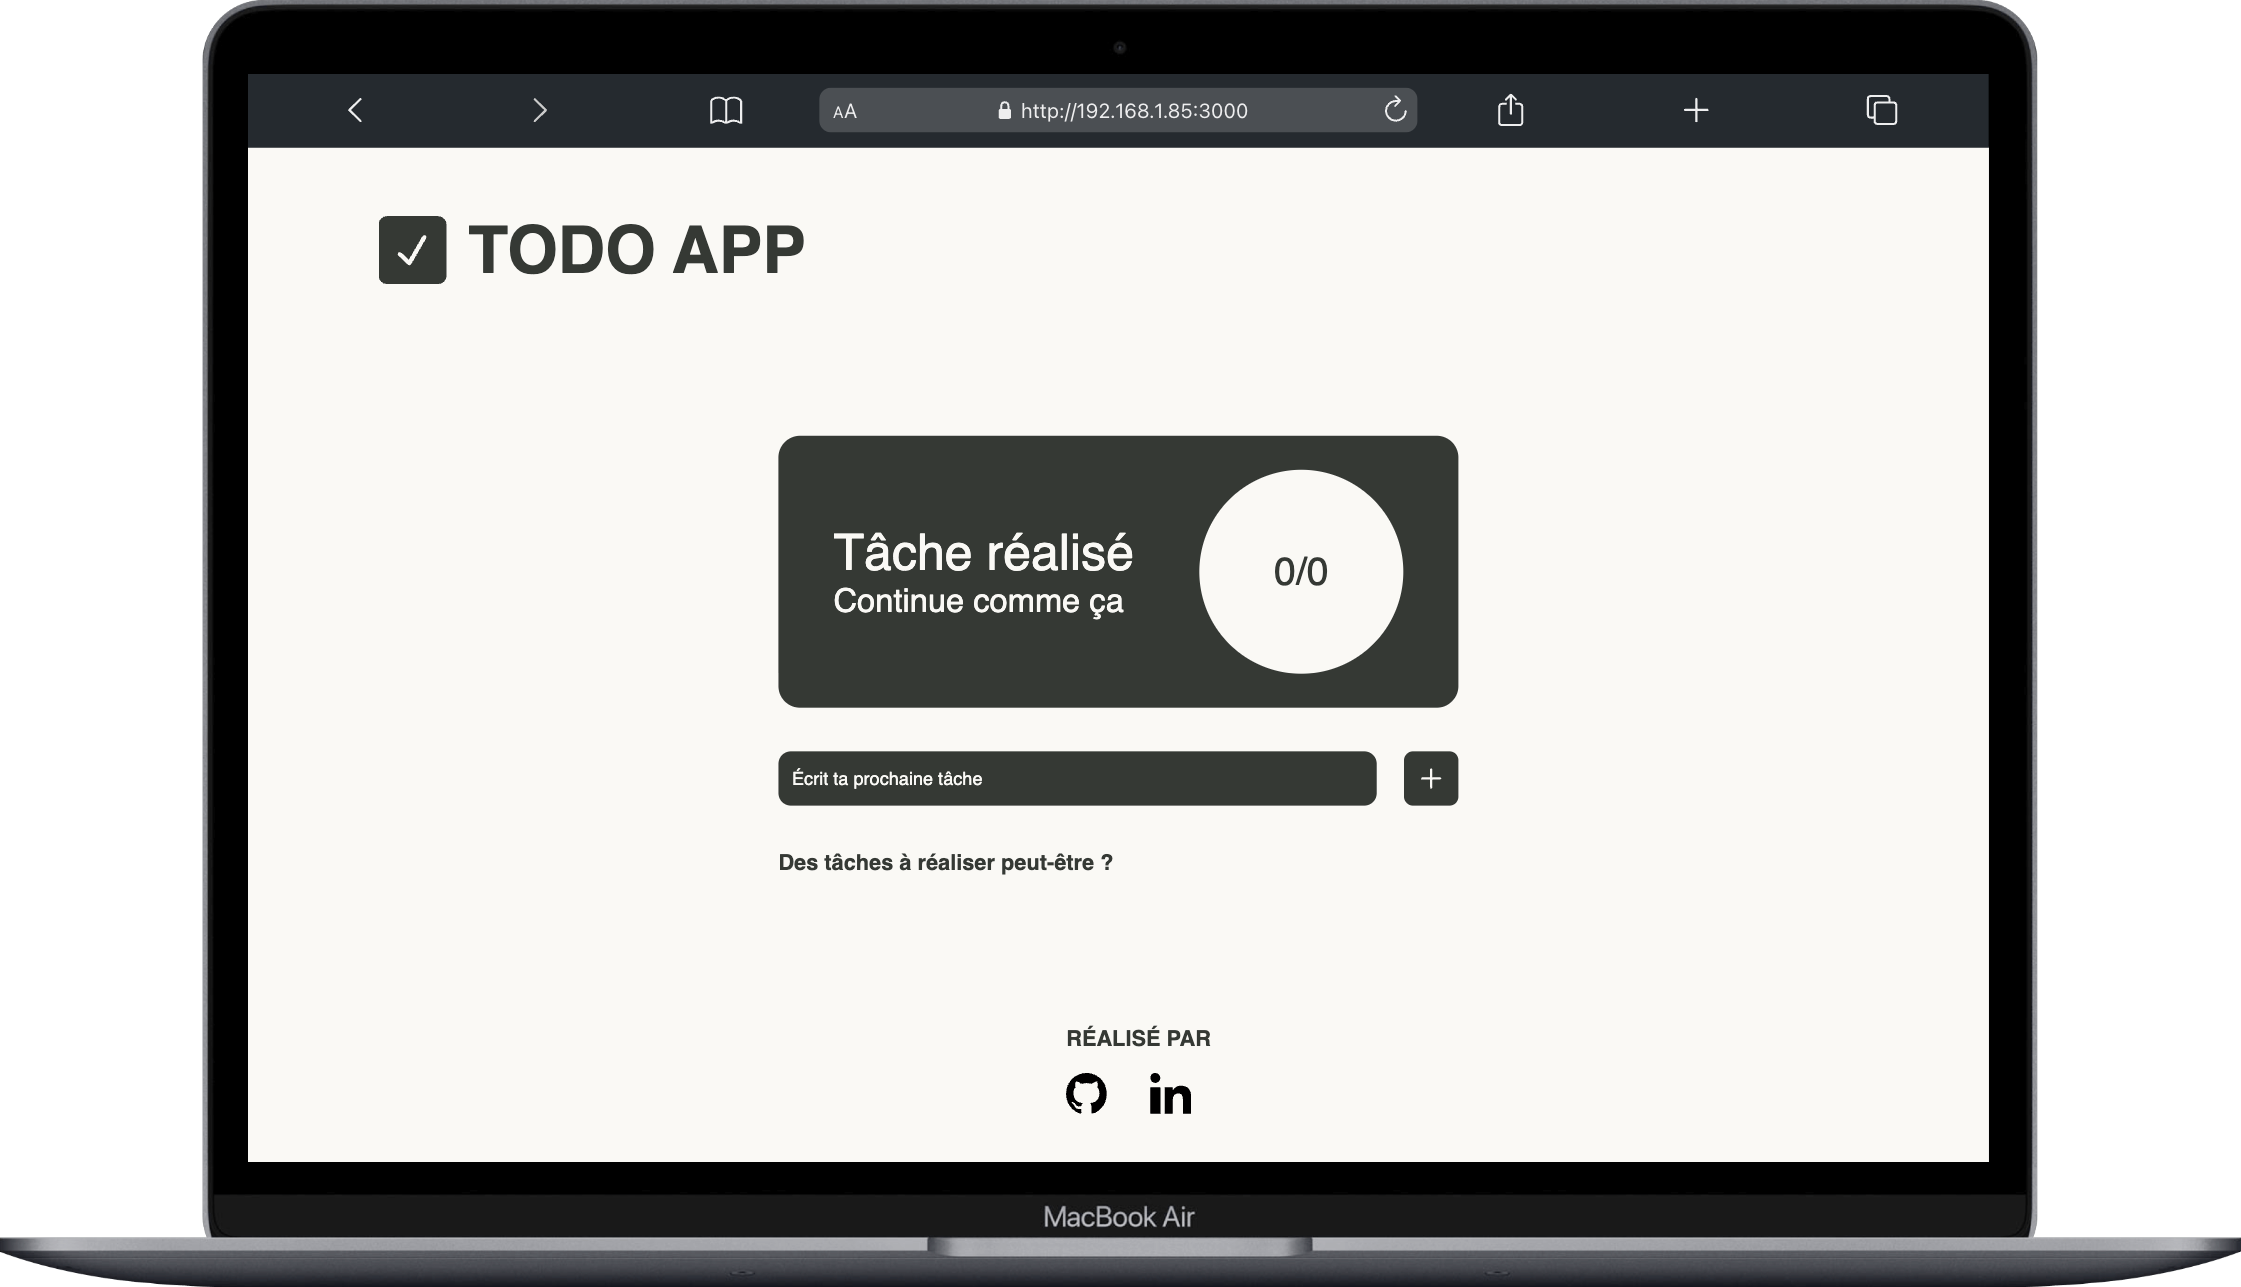 AA
http://192.168.1.85:3000
TODO APP
Tâche réalisé
Continue comme ça
0/0
Écrit ta prochaine tâche
Des tâches à réaliser peut-être ?
RÉALISÉ PAR
in
MacBook Air